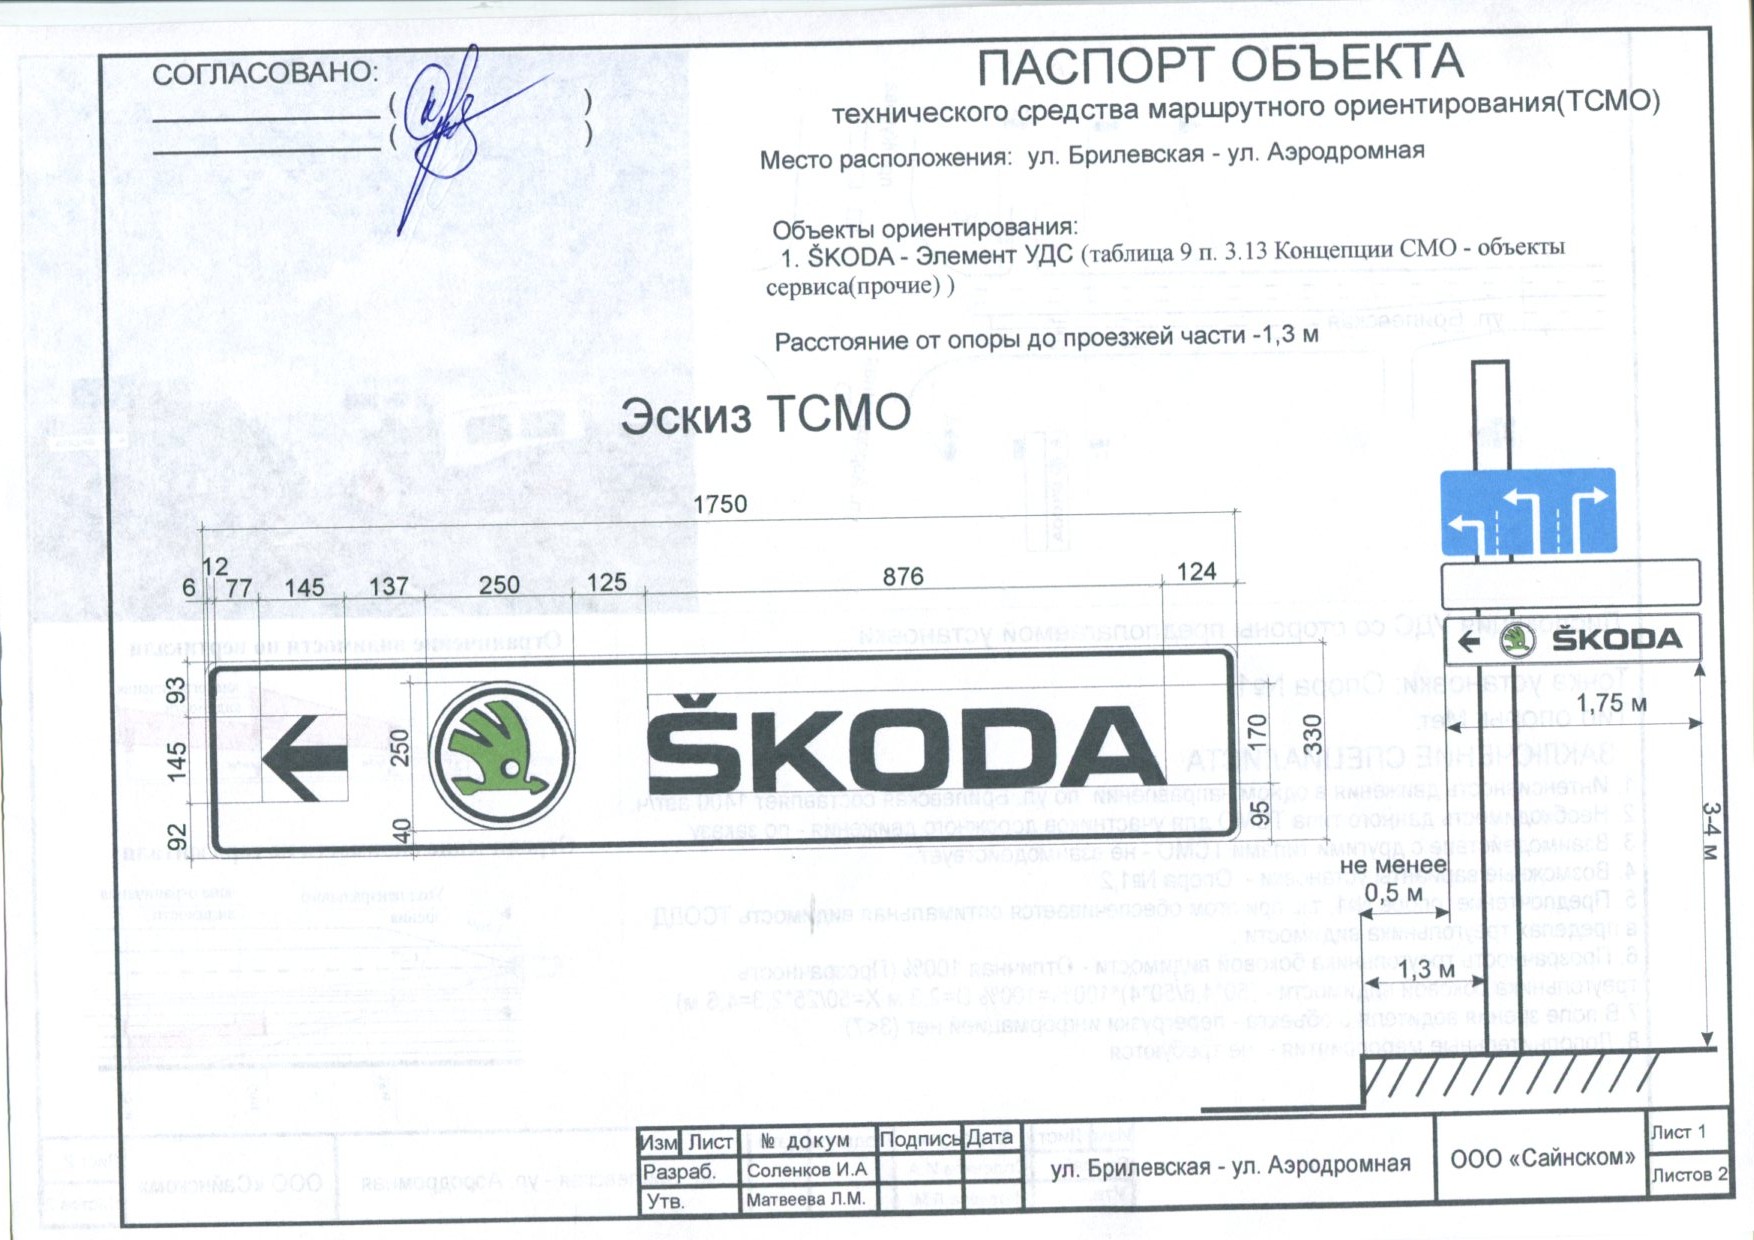 СОГЛАСОВАНО:
ПАСПОРТ ОБЪЕКТА
технического средства маршрутного ориентирования(ТСМО)
Место расположения: ул. Брилевская - ул. Аэродромная
Объекты ориентирования:
1. ŠKODA - Элемент УДС (таблица 9 п. 3.13 Концепции СМО - объекты
сервиса(прочие) )
Расстояние от опоры до проезжей части -1,3 м
Эскиз ТСМО
1750
6 12 77 145 137 250 125 876 124
93
145
92
250
40
ŠKODA
170
95
330
ŠKODA
1,75 м
3-4 м
не менее
0,5 м
1,3 м
Изм Лист № докум Подпись Дата
Разраб. Соленков И.А
Утв. Матвеева Л.М.
ул. Брилевская - ул. Аэродромная
ООО «Сайнском»
Лист 1
Листов 2